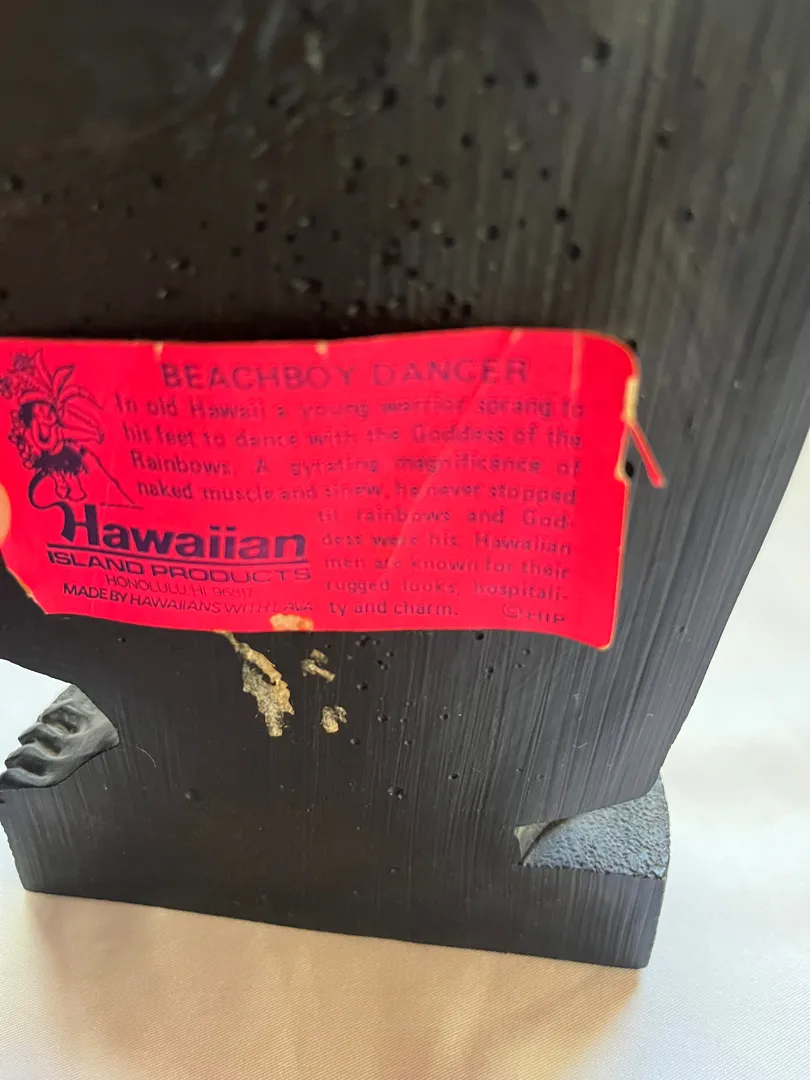 BEACHBOY DANCER
In old Hawaii a young warrior sprang to
his feet to dance with the Goddess of the
Rainbows. A gyrating magnificence of
naked muscle and sinew, he never stopped
til rainbows and God-
dess were his. Hawaiian
men are known for their
rugged looks, hospitali-
ty and charm.
© HIP
Hawaiian
ISLAND PRODUCTS
HONOLULU, HI 96817
MADE BY HAWAIIANS WITH